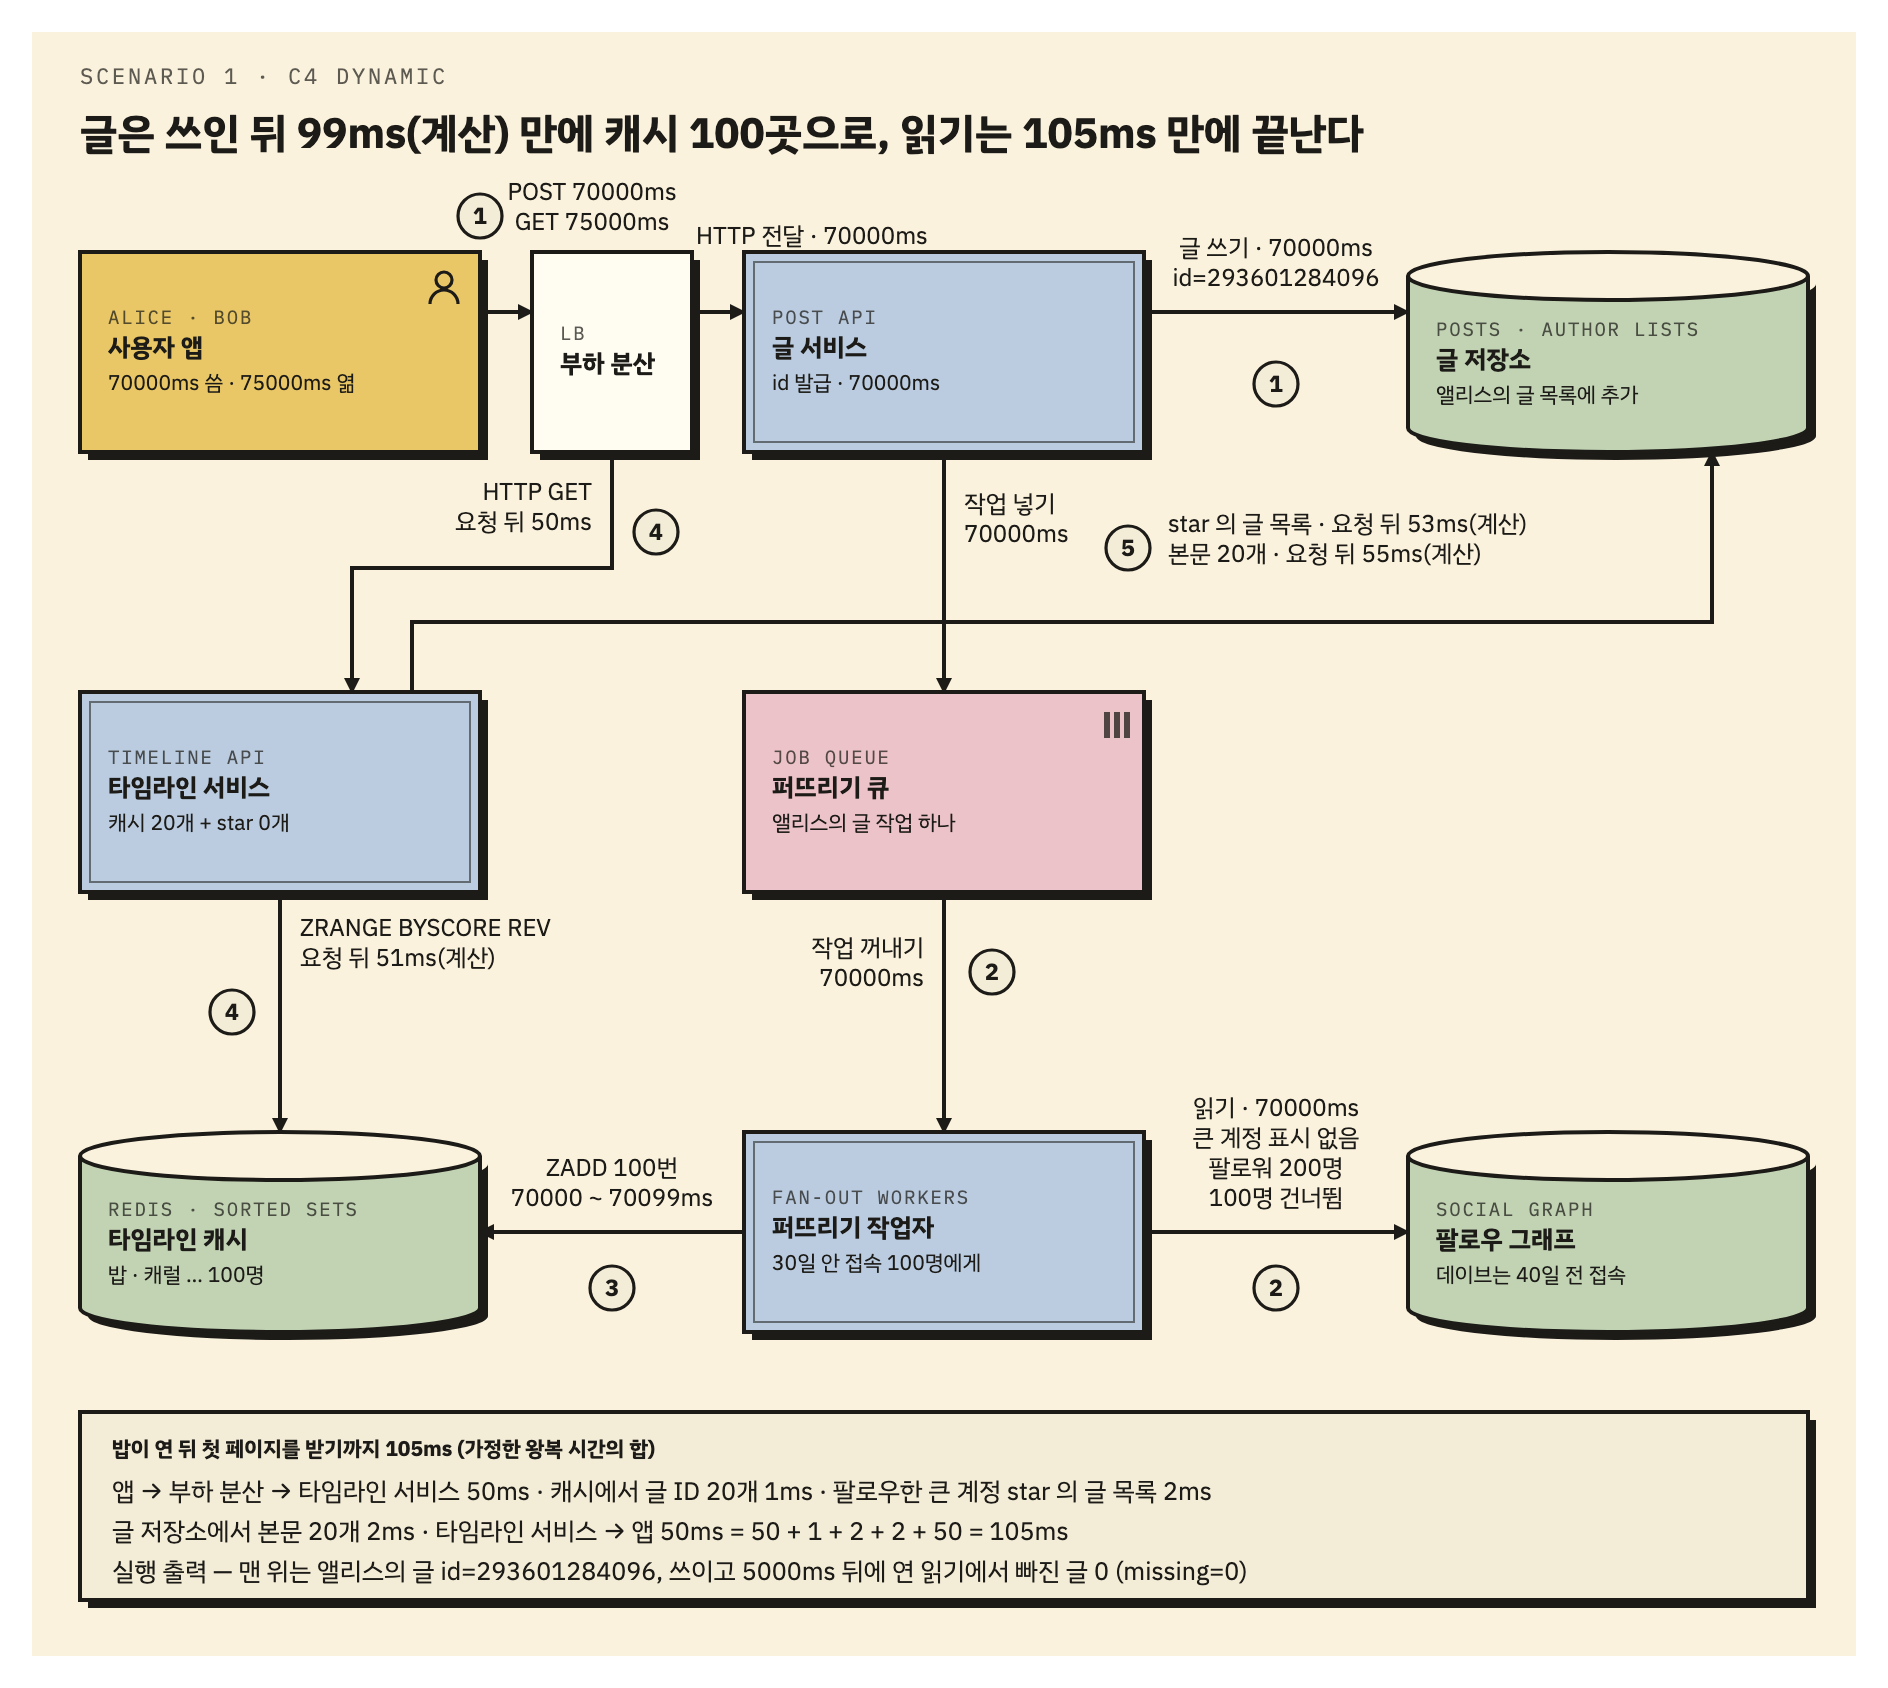 SCENARIO 1 · C4 DYNAMIC
글은 쓰인 뒤 99ms(계산) 만에 캐시 100곳으로, 읽기는 105ms 만에 끝난다
1
POST 70000ms
GET 75000ms
HTTP 전달 · 70000ms
글 쓰기 · 70000ms
id=293601284096
ALICE · BOB
사용자 앱
70000ms 씀 · 75000ms 엶
LB
부하 분산
POST API
글 서비스
id 발급 · 70000ms
1
POSTS · AUTHOR LISTS
글 저장소
앨리스의 글 목록에 추가
HTTP GET
요청 뒤 50ms
4
작업 넣기
70000ms
5
star 의 글 목록 · 요청 뒤 53ms(계산)
본문 20개 · 요청 뒤 55ms(계산)
TIMELINE API
타임라인 서비스
캐시 20개 + star 0개
JOB QUEUE
퍼뜨리기 큐
앨리스의 글 작업 하나
ZRANGE BYSCORE REV
요청 뒤 51ms(계산)
4
작업 꺼내기
70000ms
2
읽기 · 70000ms
큰 계정 표시 없음
팔로워 200명
100명 건너뜀
ZADD 100번
70000 ~ 70099ms
REDIS · SORTED SETS
타임라인 캐시
밥 · 캐럴 … 100명
3
FAN-OUT WORKERS
퍼뜨리기 작업자
30일 안 접속 100명에게
2
SOCIAL GRAPH
팔로우 그래프
데이브는 40일 전 접속
밥이 연 뒤 첫 페이지를 받기까지 105ms (가정한 왕복 시간의 합)
앱 → 부하 분산 → 타임라인 서비스 50ms · 캐시에서 글 ID 20개 1ms · 팔로우한 큰 계정 star 의 글 목록 2ms
글 저장소에서 본문 20개 2ms · 타임라인 서비스 → 앱 50ms = 50 + 1 + 2 + 2 + 50 = 105ms
실행 출력 — 맨 위는 앨리스의 글 id=293601284096, 쓰이고 5000ms 뒤에 연 읽기에서 빠진 글 0 (missing=0)